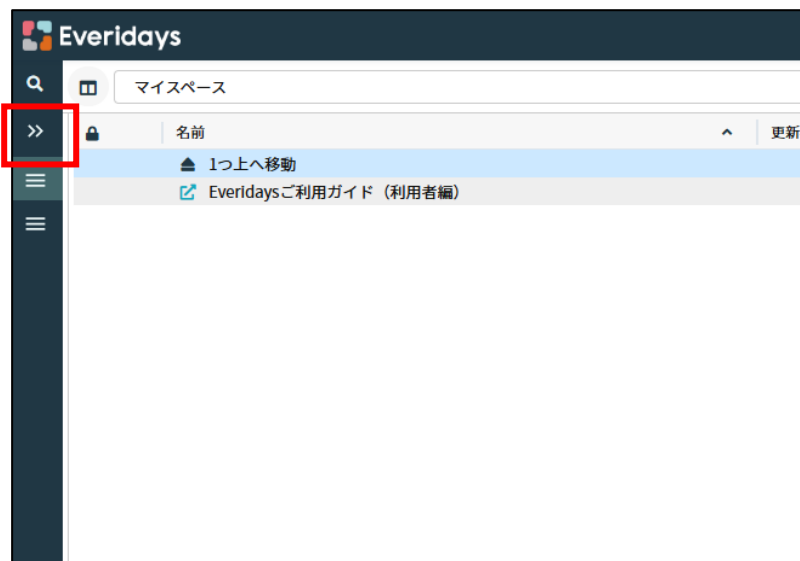 Everidays
マイスペース
名前
更新
1つ上へ移動
Everidaysご利用ガイド（利用者編）